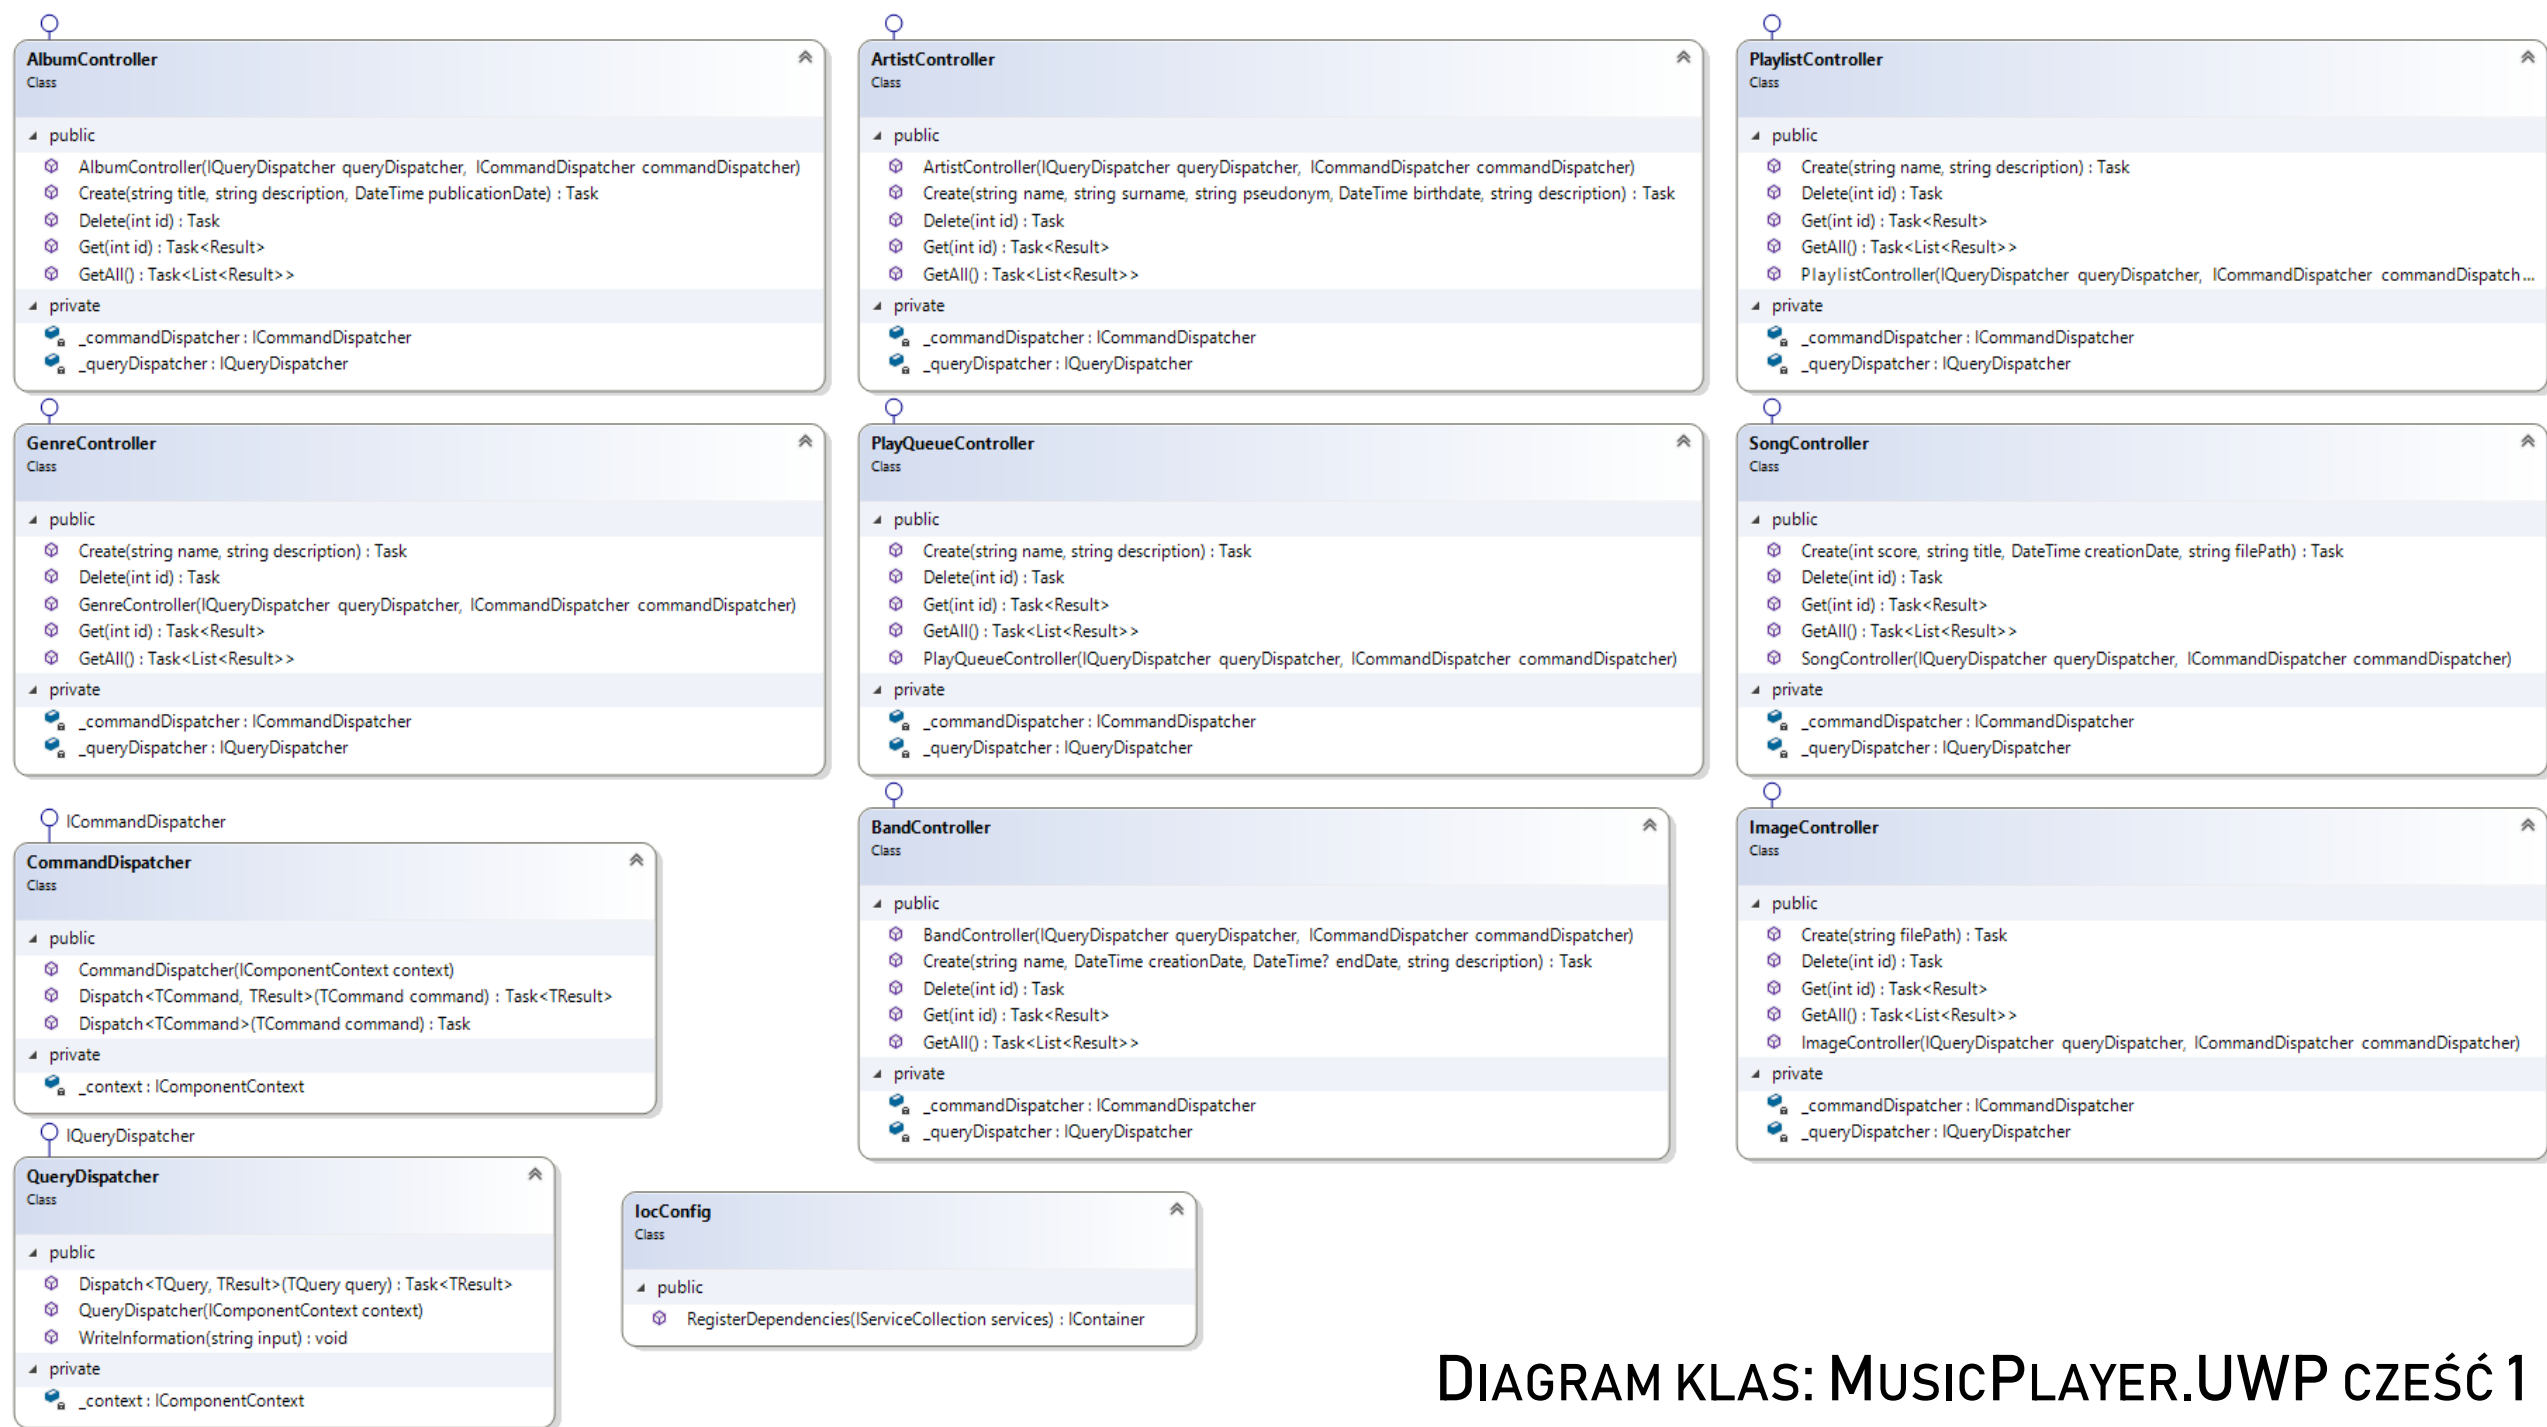 AlbumController
Class
public
AlbumController(IQueryDispatcher queryDispatcher, ICommandDispatcher commandDispatcher)
Create(string title, string description, DateTime publicationDate) : Task
Delete(int id) : Task
Get(int id) : Task<Result>
GetAll() : Task<List<Result>>
private
_commandDispatcher : ICommandDispatcher
_queryDispatcher : IQueryDispatcher
ArtistController
Class
public
ArtistController(IQueryDispatcher queryDispatcher, ICommandDispatcher commandDispatcher)
Create(string name, string surname, string pseudonym, DateTime birthdate, string description) : Task
Delete(int id) : Task
Get(int id) : Task<Result>
GetAll() : Task<List<Result>>
private
_commandDispatcher : ICommandDispatcher
_queryDispatcher : IQueryDispatcher
PlaylistController
Class
public
Create(string name, string description) : Task
Delete(int id) : Task
Get(int id) : Task<Result>
GetAll() : Task<List<Result>>
PlaylistController(IQueryDispatcher queryDispatcher, ICommandDispatcher commandDispatch...
private
_commandDispatcher : ICommandDispatcher
_queryDispatcher : IQueryDispatcher
GenreController
Class
public
Create(string name, string description) : Task
Delete(int id) : Task
GenreController(IQueryDispatcher queryDispatcher, ICommandDispatcher commandDispatcher)
Get(int id) : Task<Result>
GetAll() : Task<List<Result>>
private
_commandDispatcher : ICommandDispatcher
_queryDispatcher : IQueryDispatcher
PlayQueueController
Class
public
Create(string name, string description) : Task
Delete(int id) : Task
Get(int id) : Task<Result>
GetAll() : Task<List<Result>>
PlayQueueController(IQueryDispatcher queryDispatcher, ICommandDispatcher commandDispatcher)
private
_commandDispatcher : ICommandDispatcher
_queryDispatcher : IQueryDispatcher
SongController
Class
public
Create(int score, string title, DateTime creationDate, string filePath) : Task
Delete(int id) : Task
Get(int id) : Task<Result>
GetAll() : Task<List<Result>>
SongController(IQueryDispatcher queryDispatcher, ICommandDispatcher commandDispatcher)
private
_commandDispatcher : ICommandDispatcher
_queryDispatcher : IQueryDispatcher
ICommandDispatcher
CommandDispatcher
Class
public
CommandDispatcher(IComponentContext context)
Dispatch<TCommand, TResult>(TCommand command) : Task<TResult>
Dispatch<TCommand>(TCommand command) : Task
private
_context : IComponentContext
BandController
Class
public
BandController(IQueryDispatcher queryDispatcher, ICommandDispatcher commandDispatcher)
Create(string name, DateTime creationDate, DateTime? endDate, string description) : Task
Delete(int id) : Task
Get(int id) : Task<Result>
GetAll() : Task<List<Result>>
private
_commandDispatcher : ICommandDispatcher
_queryDispatcher : IQueryDispatcher
ImageController
Class
public
Create(string filePath) : Task
Delete(int id) : Task
Get(int id) : Task<Result>
GetAll() : Task<List<Result>>
ImageController(IQueryDispatcher queryDispatcher, ICommandDispatcher commandDispatcher)
private
_commandDispatcher : ICommandDispatcher
_queryDispatcher : IQueryDispatcher
IQueryDispatcher
QueryDispatcher
Class
public
Dispatch<TQuery, TResult>(TQuery query) : Task<TResult>
QueryDispatcher(IComponentContext context)
WriteInformation(string input) : void
private
_context : IComponentContext
IocConfig
Class
public
RegisterDependencies(IServiceCollection services) : IContainer
DIAGRAM KLAS: MUSICPLAYER.UWP CZEŚĆ 1